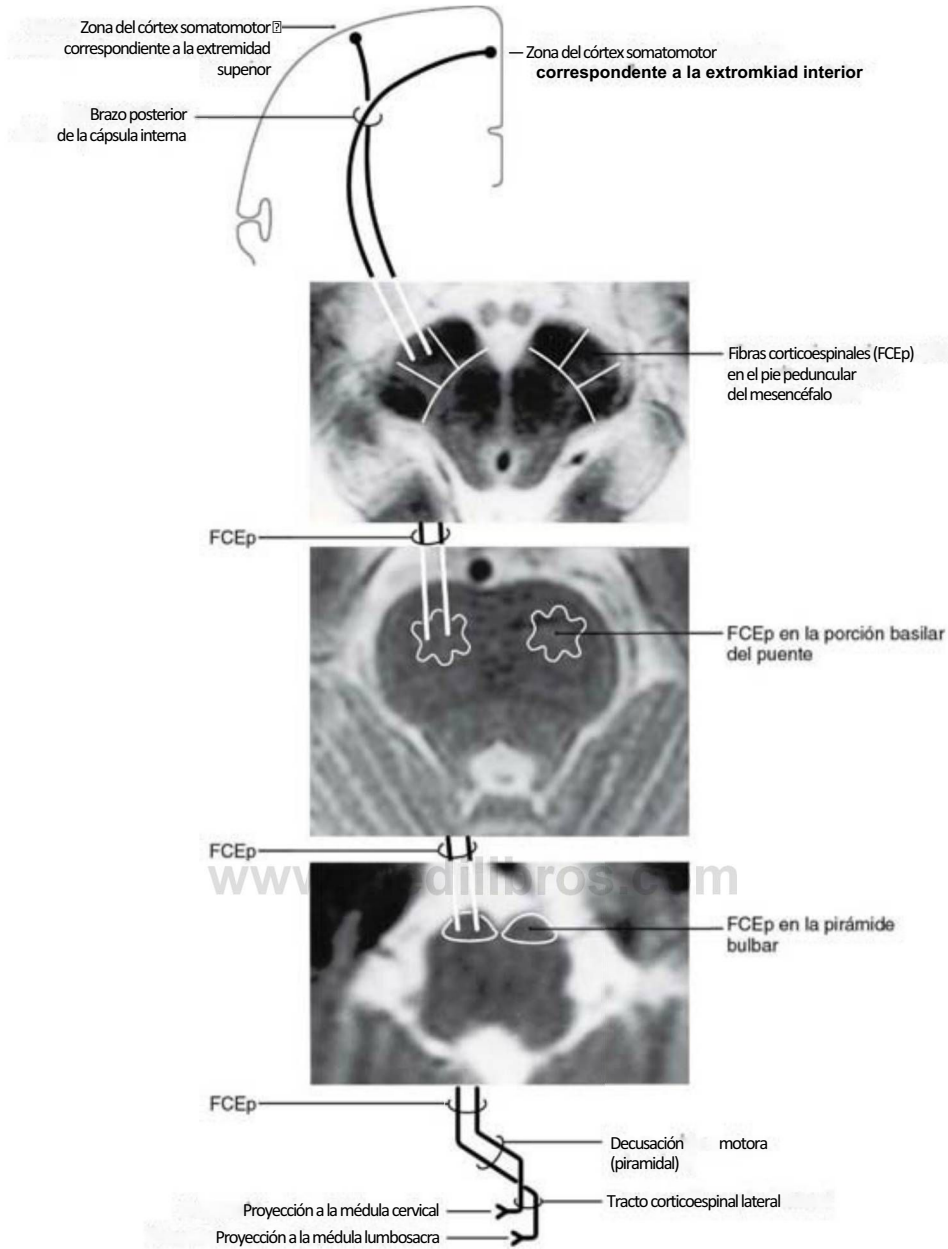 Zona del córtex somatomotor
correspondiente a la extremidad
supenor
Zona del córtex somatomotor
correspondente a la extromkiad interior
Brazo posterior
de la cápsula interna
Fibras corticoespinales (FCEp)
en el pie peduncular
del mesencéfalo
FCEp
FCEp en la porción basilar
del puente
FCEp
FCEp en la pirámide
bulbar
FCEp
Decusación motora
(piramidal)
Tracto corticoespinal lateral
Proyección a la médula cervical
Proyección a la médula lumbosacra